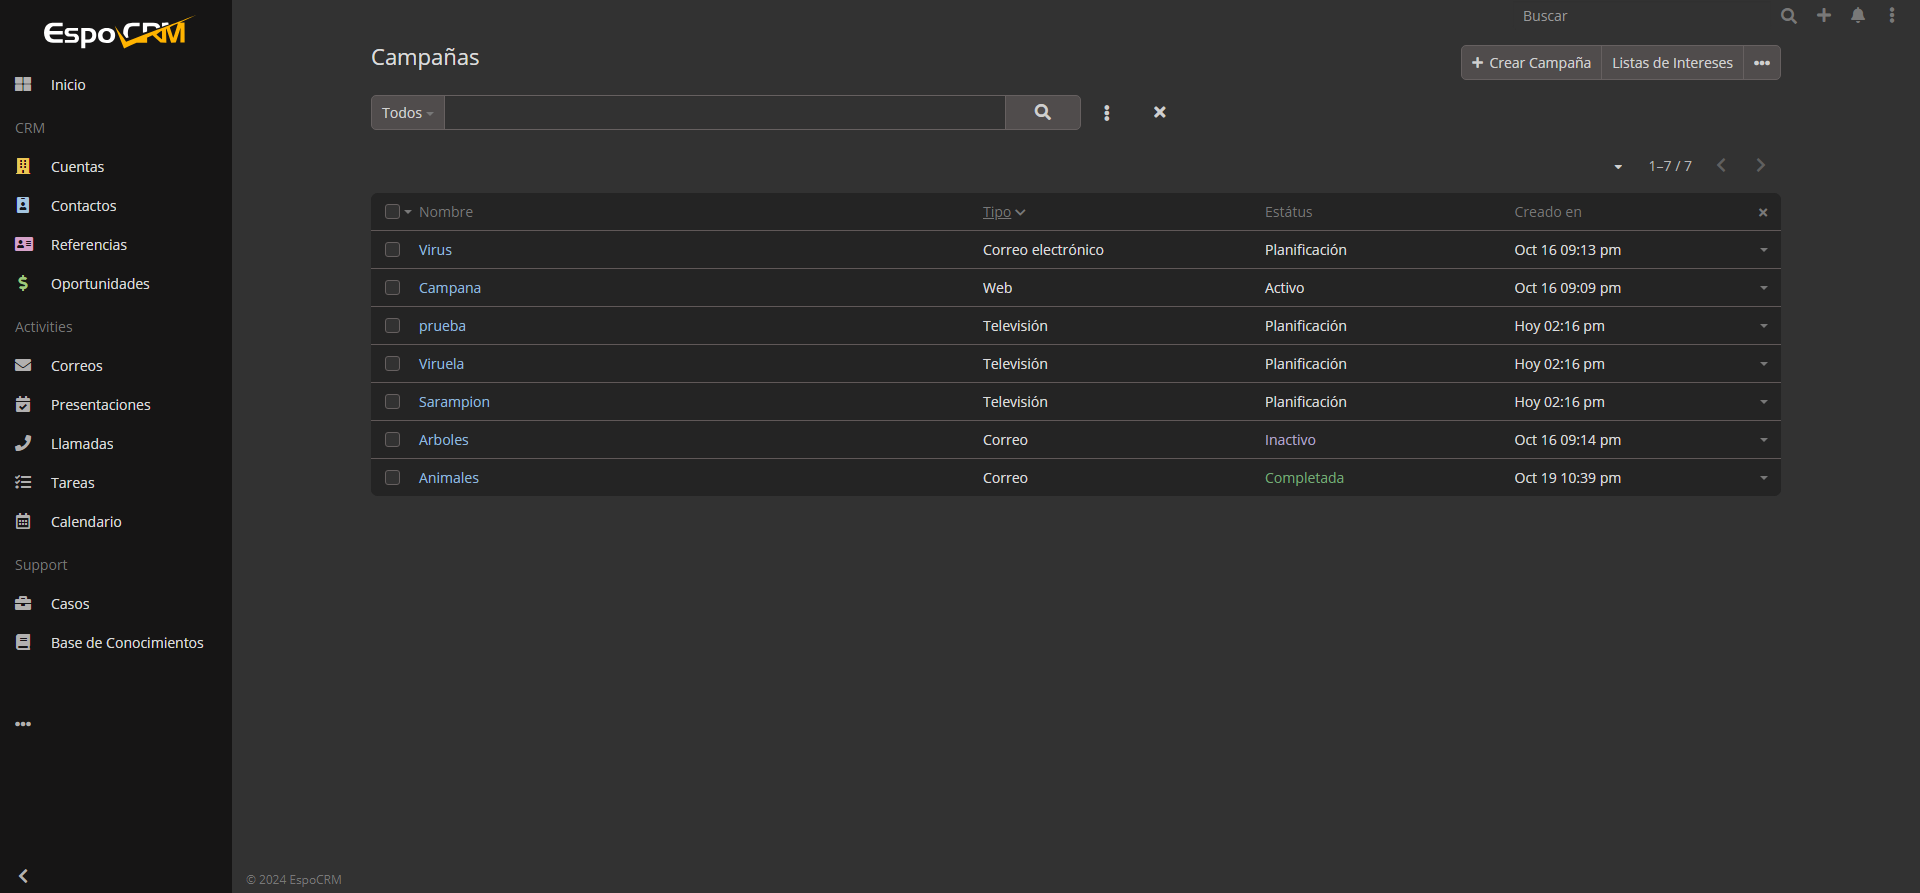 EspoCRM
Inicio
CRM
Cuentas
Contactos
Referencias
Oportunidades
Activities
Correos
Presentaciones
Llamadas
Tareas
Calendario
Support
Casos
Base de Conocimientos
Buscar
Campañas
Crear Campaña Listas de Intereses
Todos
1–7 / 7
Nombre Tipo Estátus Creado en
Virus Correo electrónico Planificación Oct 16 09:13 pm
Campana Web Activo Oct 16 09:09 pm
prueba Televisión Planificación Hoy 02:16 pm
Viruela Televisión Planificación Hoy 02:16 pm
Sarampion Televisión Planificación Hoy 02:16 pm
Arboles Correo Inactivo Oct 16 09:14 pm
Animales Correo Completada Oct 19 10:39 pm
© 2024 EspoCRM